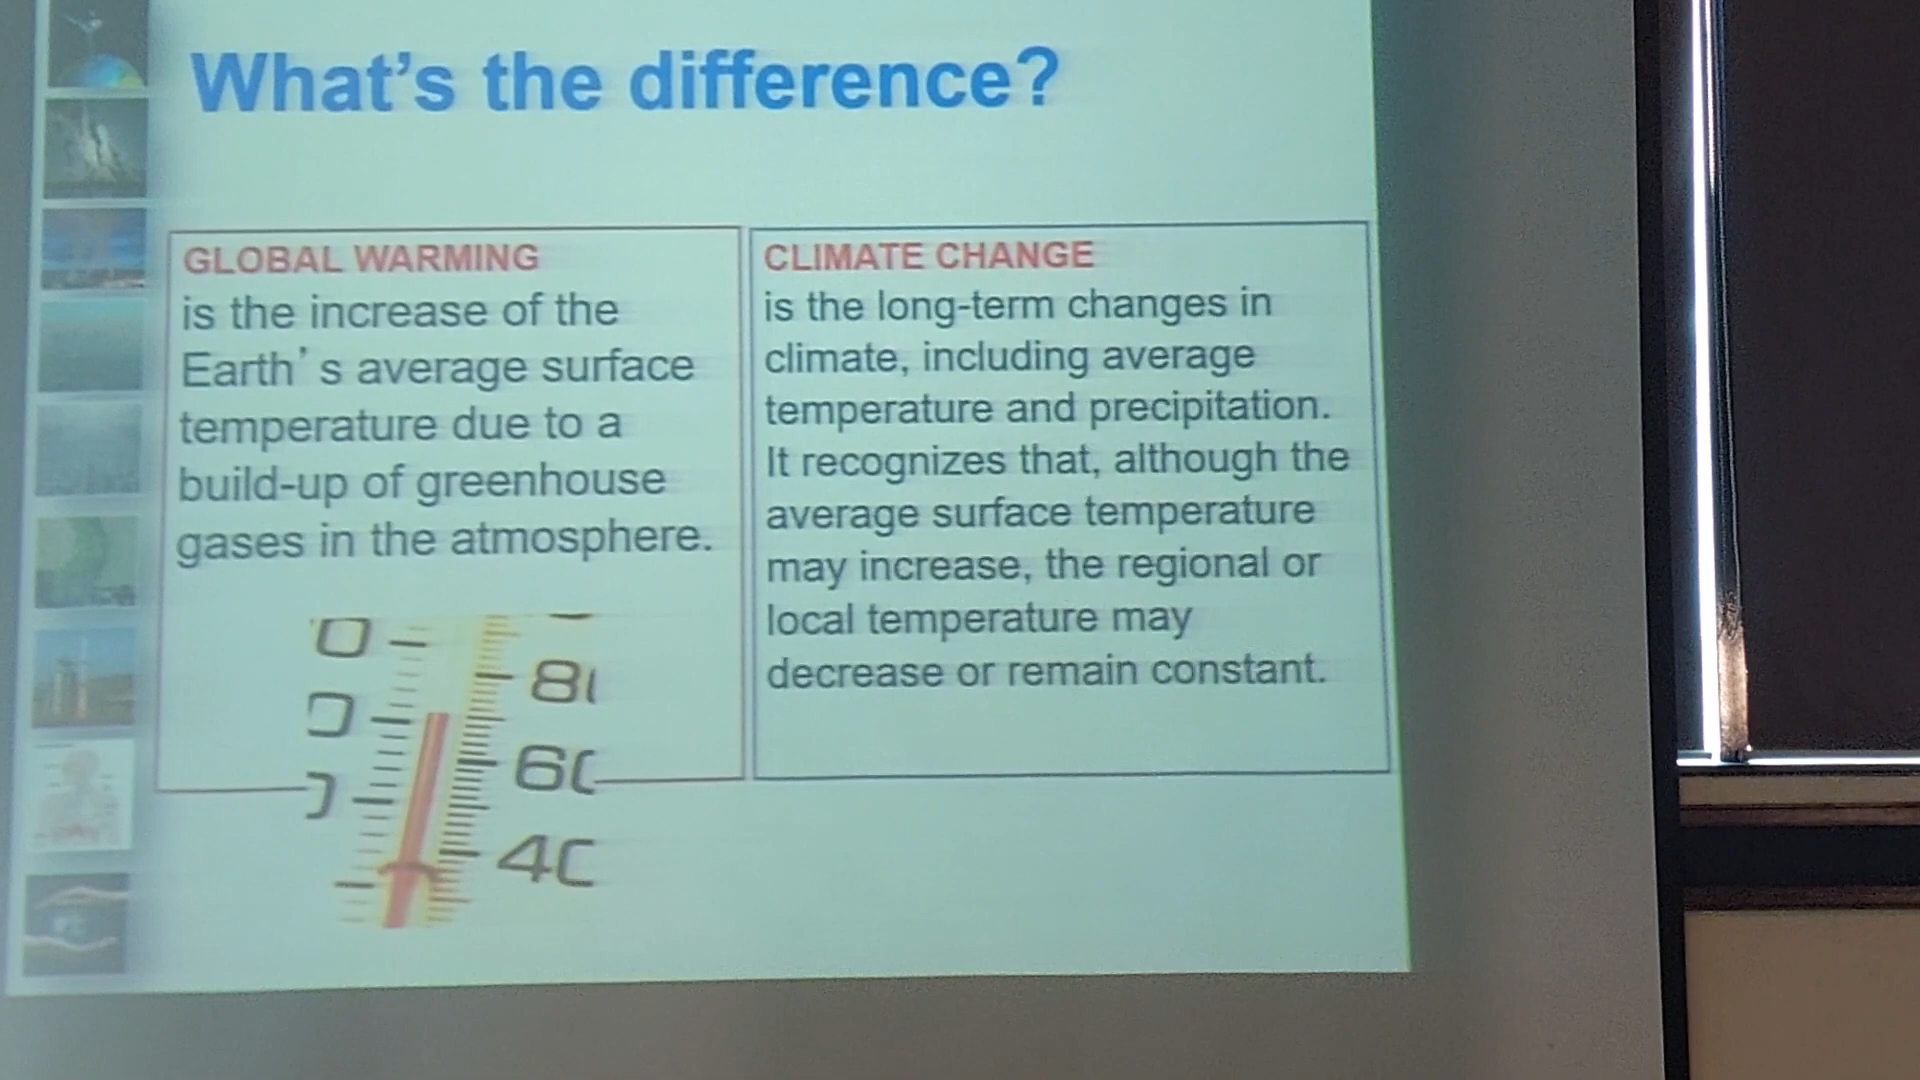 What's the difference?
GLOBAL WARMING
is the increase of the
Earth's average surface
temperature due to a
build-up of greenhouse
gases in the atmosphere.
CLIMATE CHANGE
is the long-term changes in
climate, including average
temperature and precipitation.
It recognizes that, although the
average surface temperature
may increase, the regional or
local temperature may
decrease or remain constant.